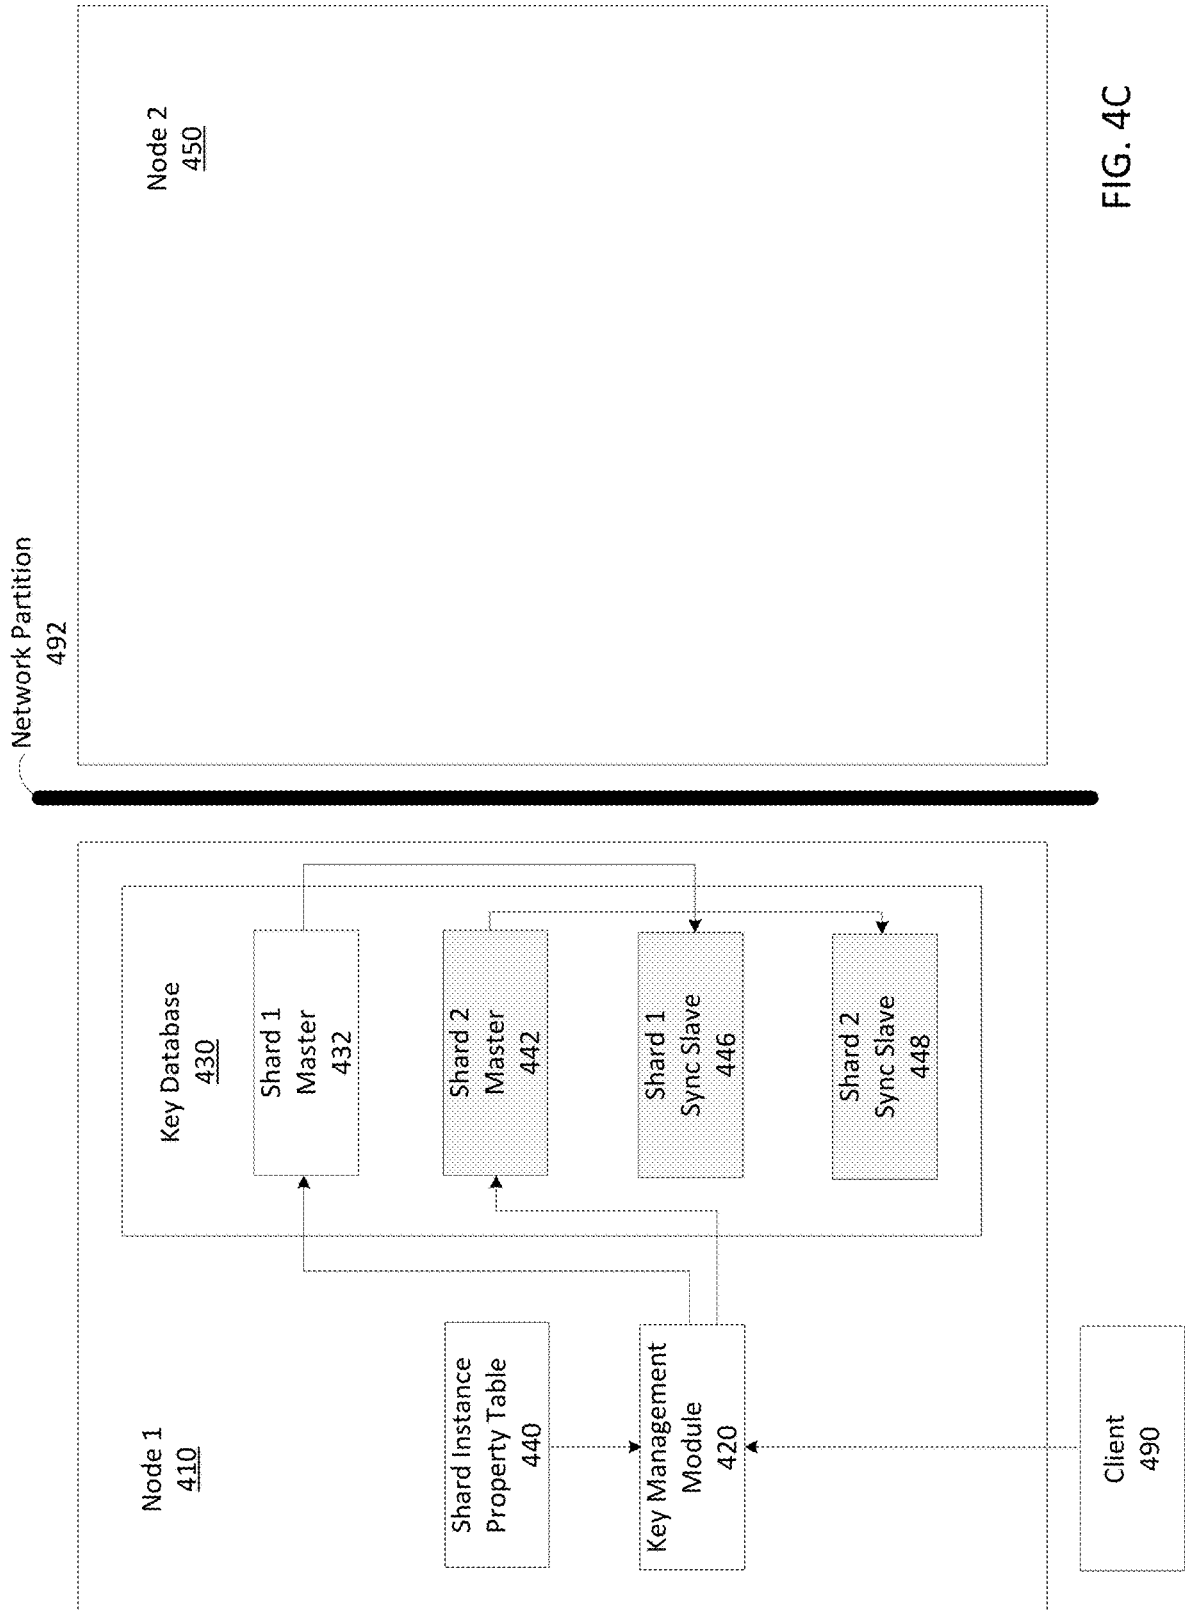 Network Partition
492
Node 1
410
Node 2
450
Key Database
430
Shard 1
Master
432
Shard Instance
Property Table
440
Shard 2
Master
442
Key Management
Module
420
Shard 1
Sync Slave
446
Shard 2
Sync Slave
448
Client
490
FIG. 4C